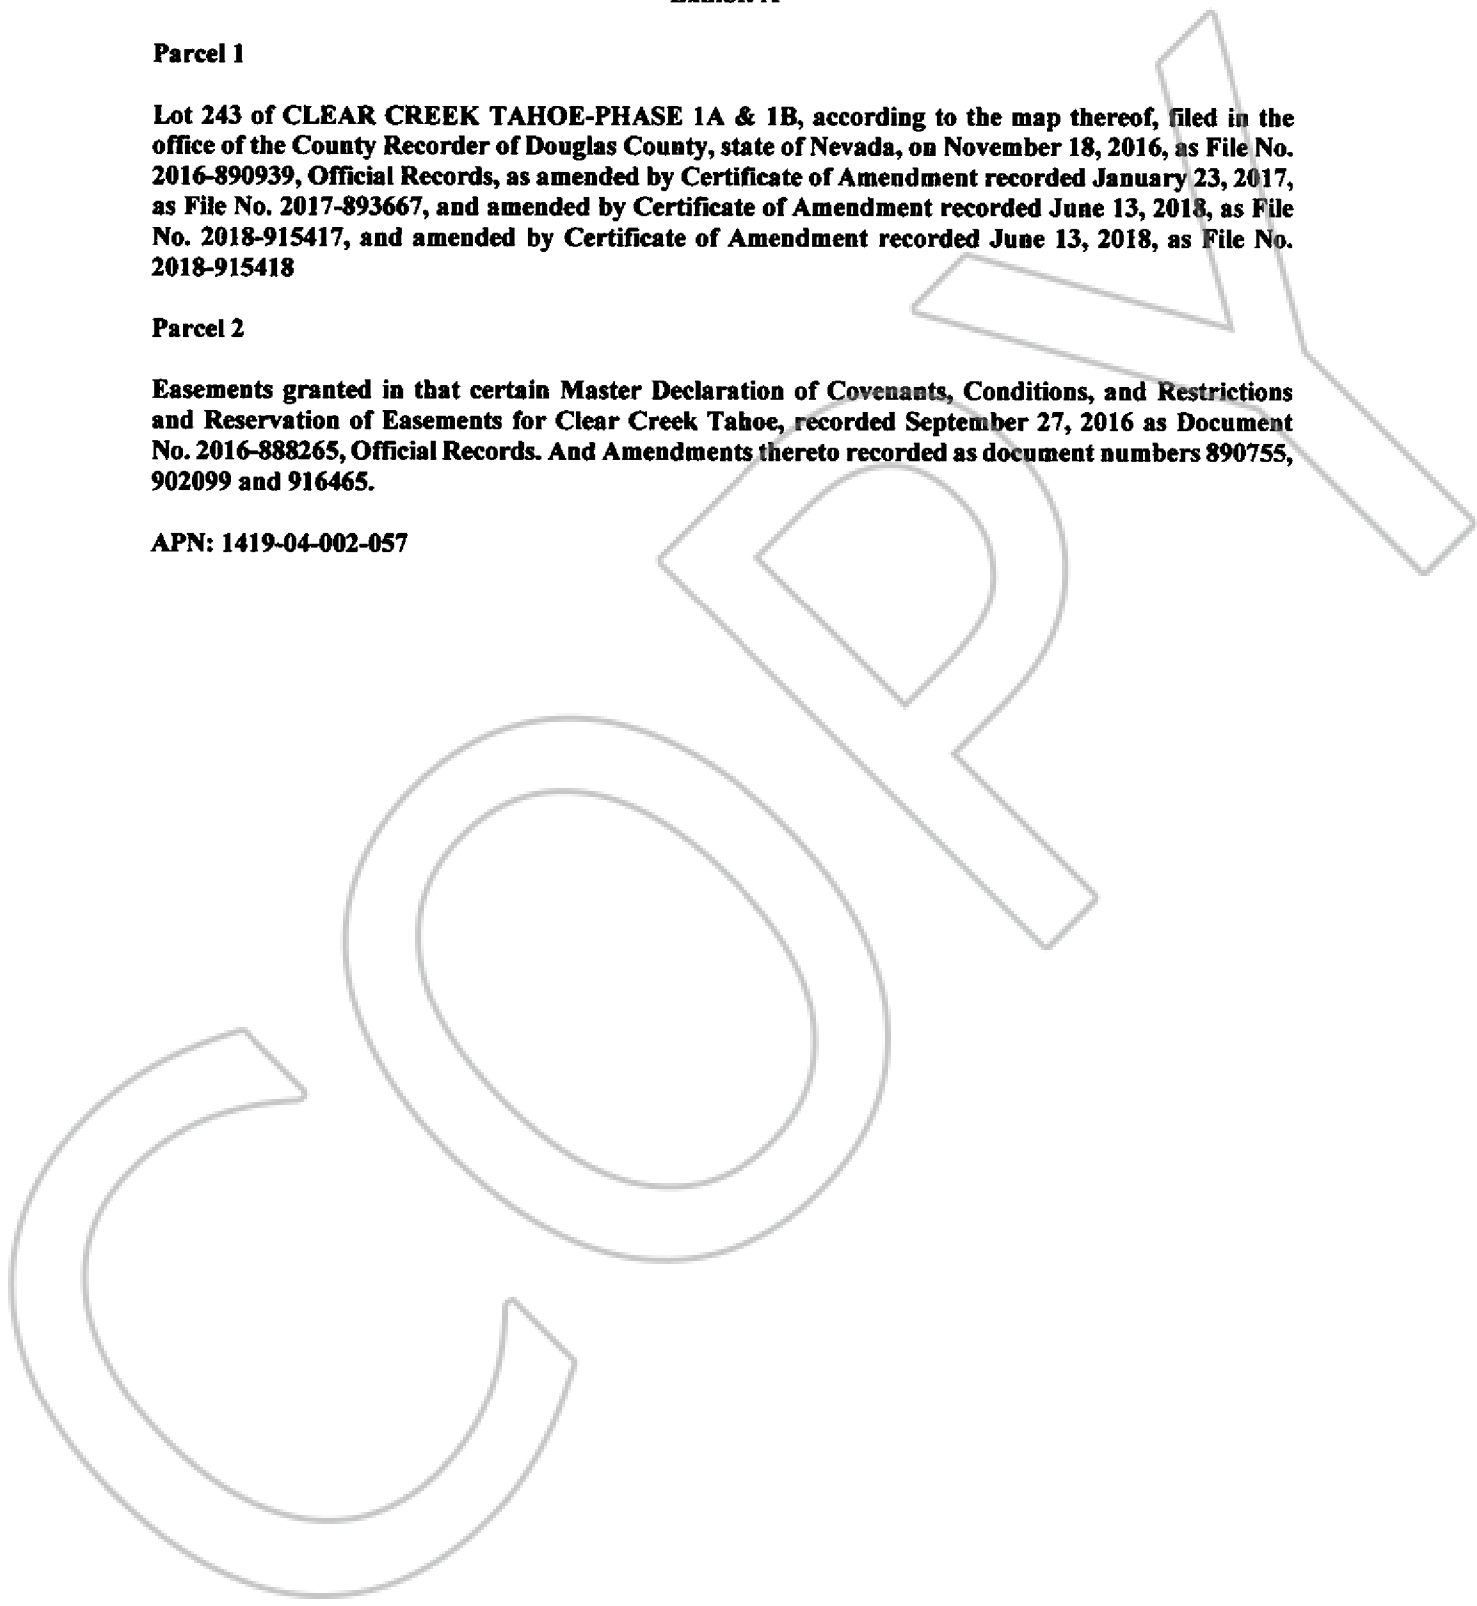 Parcel 1
Lot 243 of CLEAR CREEK TAHOE-PHASE 1A & 1B, according to the map thereof, filed in the
office of the County Recorder of Douglas County, state of Nevada, on November 18, 2016, as File No.
2016-890939, Official Records, as amended by Certificate of Amendment recorded January 23, 2017,
as File No. 2017-893667, and amended by Certificate of Amendment recorded June 13, 2018, as File
No. 2018-915417, and amended by Certificate of Amendment recorded June 13, 2018, as File No.
2018-915418
Parcel 2
Easements granted in that certain Master Declaration of Covenants, Conditions, and Restrictions
and Reservation of Easements for Clear Creek Tahoe, recorded September 27, 2016 as Document
No. 2016-888265, Official Records. And Amendments thereto recorded as document numbers 890755,
902099 and 916465.
APN: 1419-04-002-057
COPY